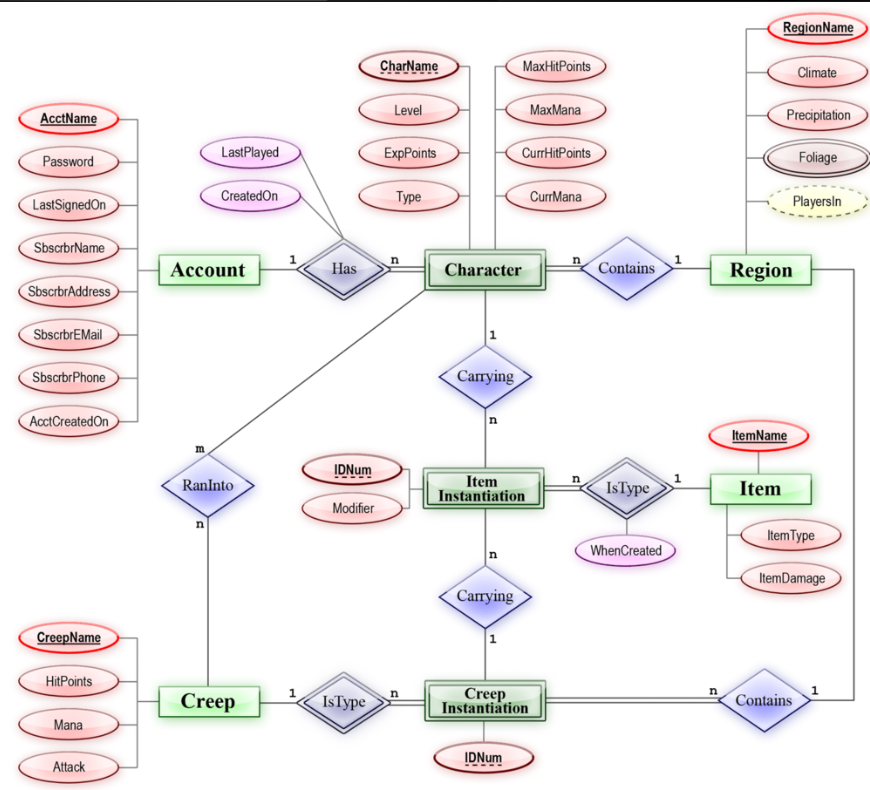 RegionName
CharName
MaxHitPoints
Climate
AcctName
Level
MaxMana
Precipitation
Password
LastPlayed
ExpPoints
CurrHitPoints
Foliage
LastSignedOn
CreatedOn
Type
CurrMana
PlayersIn
SbscrbrName
Account
1
Has
n
Character
n
Contains
1
Region
SbscrbrAddress
SbscrbrEMail
1
SbscrbrPhone
Carrying
AcctCreatedOn
n
m
ItemName
RanInto
IDNum
Item
Instantiation
n
IsType
1
Item
Modifier
n
n
WhenCreated
ItemType
ItemDamage
Carrying
CreepName
1
HitPoints
Creep
1
IsType
n
Creep
Instantiation
n
Contains
1
Mana
Attack
IDNum